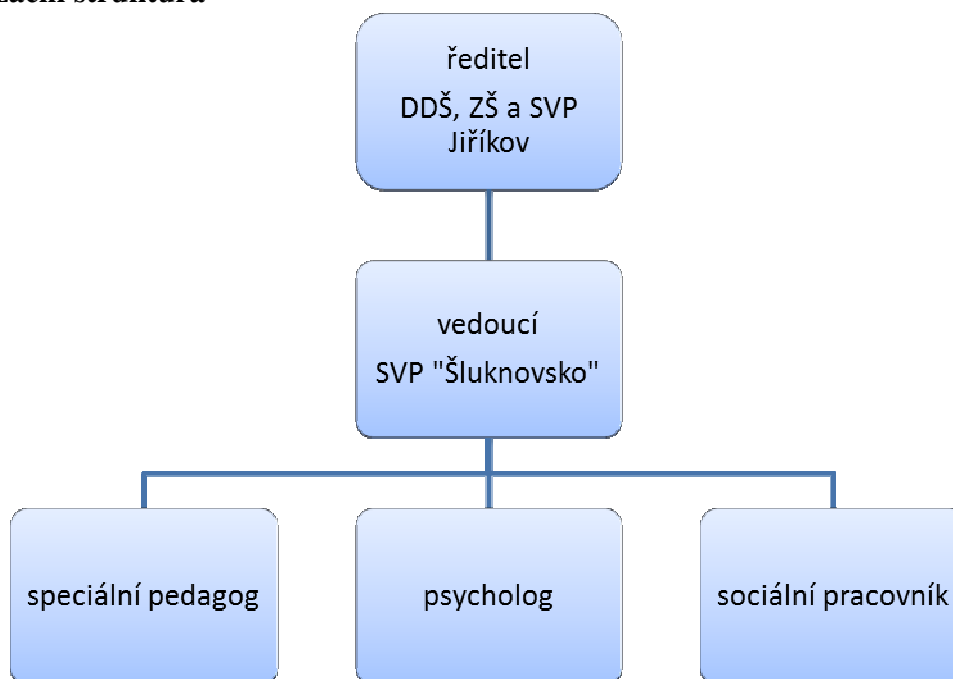 ředitel
DDŠ, ZŠ a SVP
Jiříkov
vedoucí
SVP "Šluknovsko"
speciální pedagog
psycholog
sociální pracovník